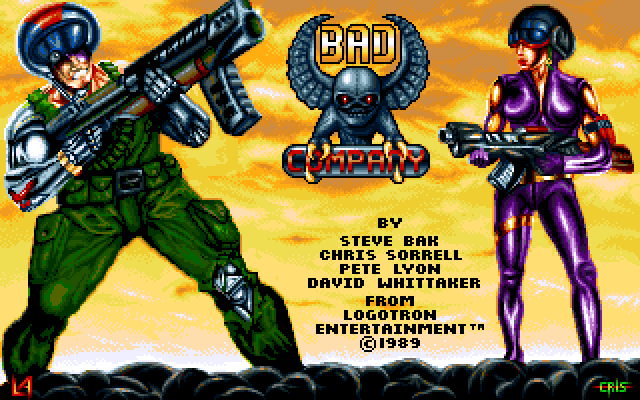 BAD
COMPANY
BY
STEVE BAK
CHRIS SORRELL
PETE LYON
DAVID WHITTAKER
FROM
LOGOTRON
ENTERTAINMENT™
©1989
CRIS